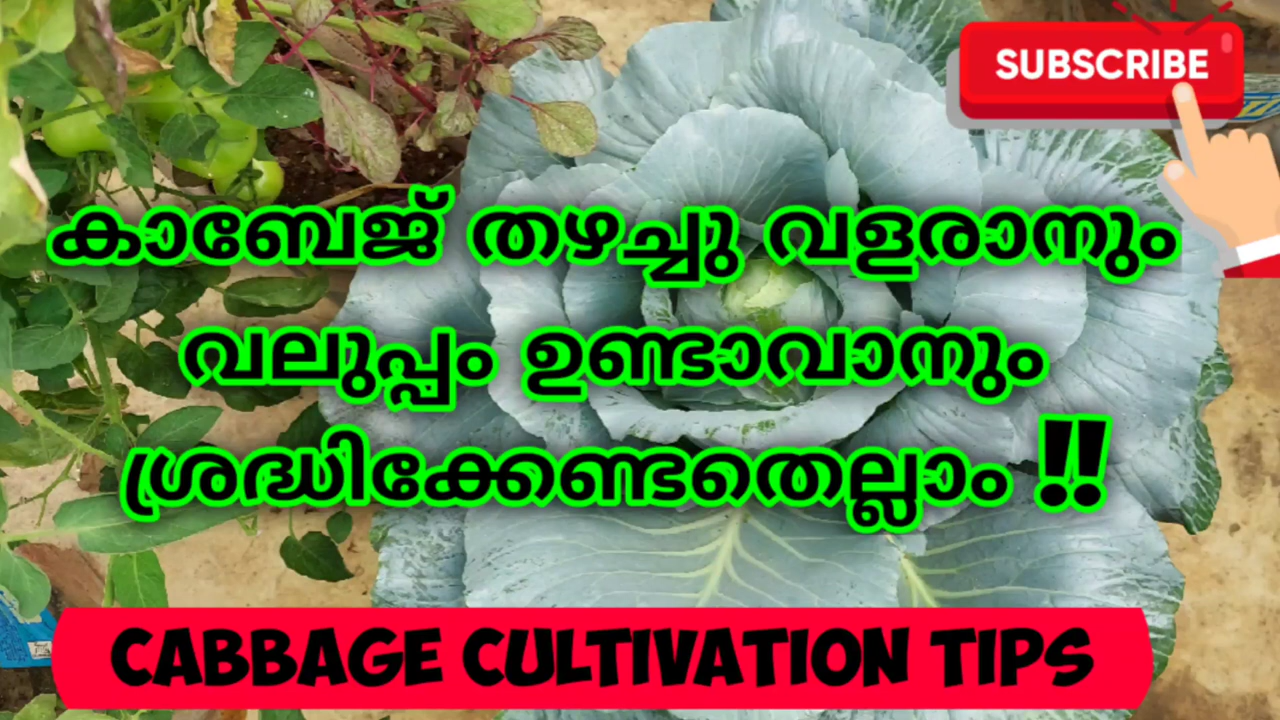 SUBSCRIBE
കാബേജ് തഴച്ചു വളരാനും
വലുപ്പം ഉണ്ടാവാനും
ശ്രദ്ധിക്കേണ്ടതെല്ലാം !!
CABBAGE CULTIVATION TIPS